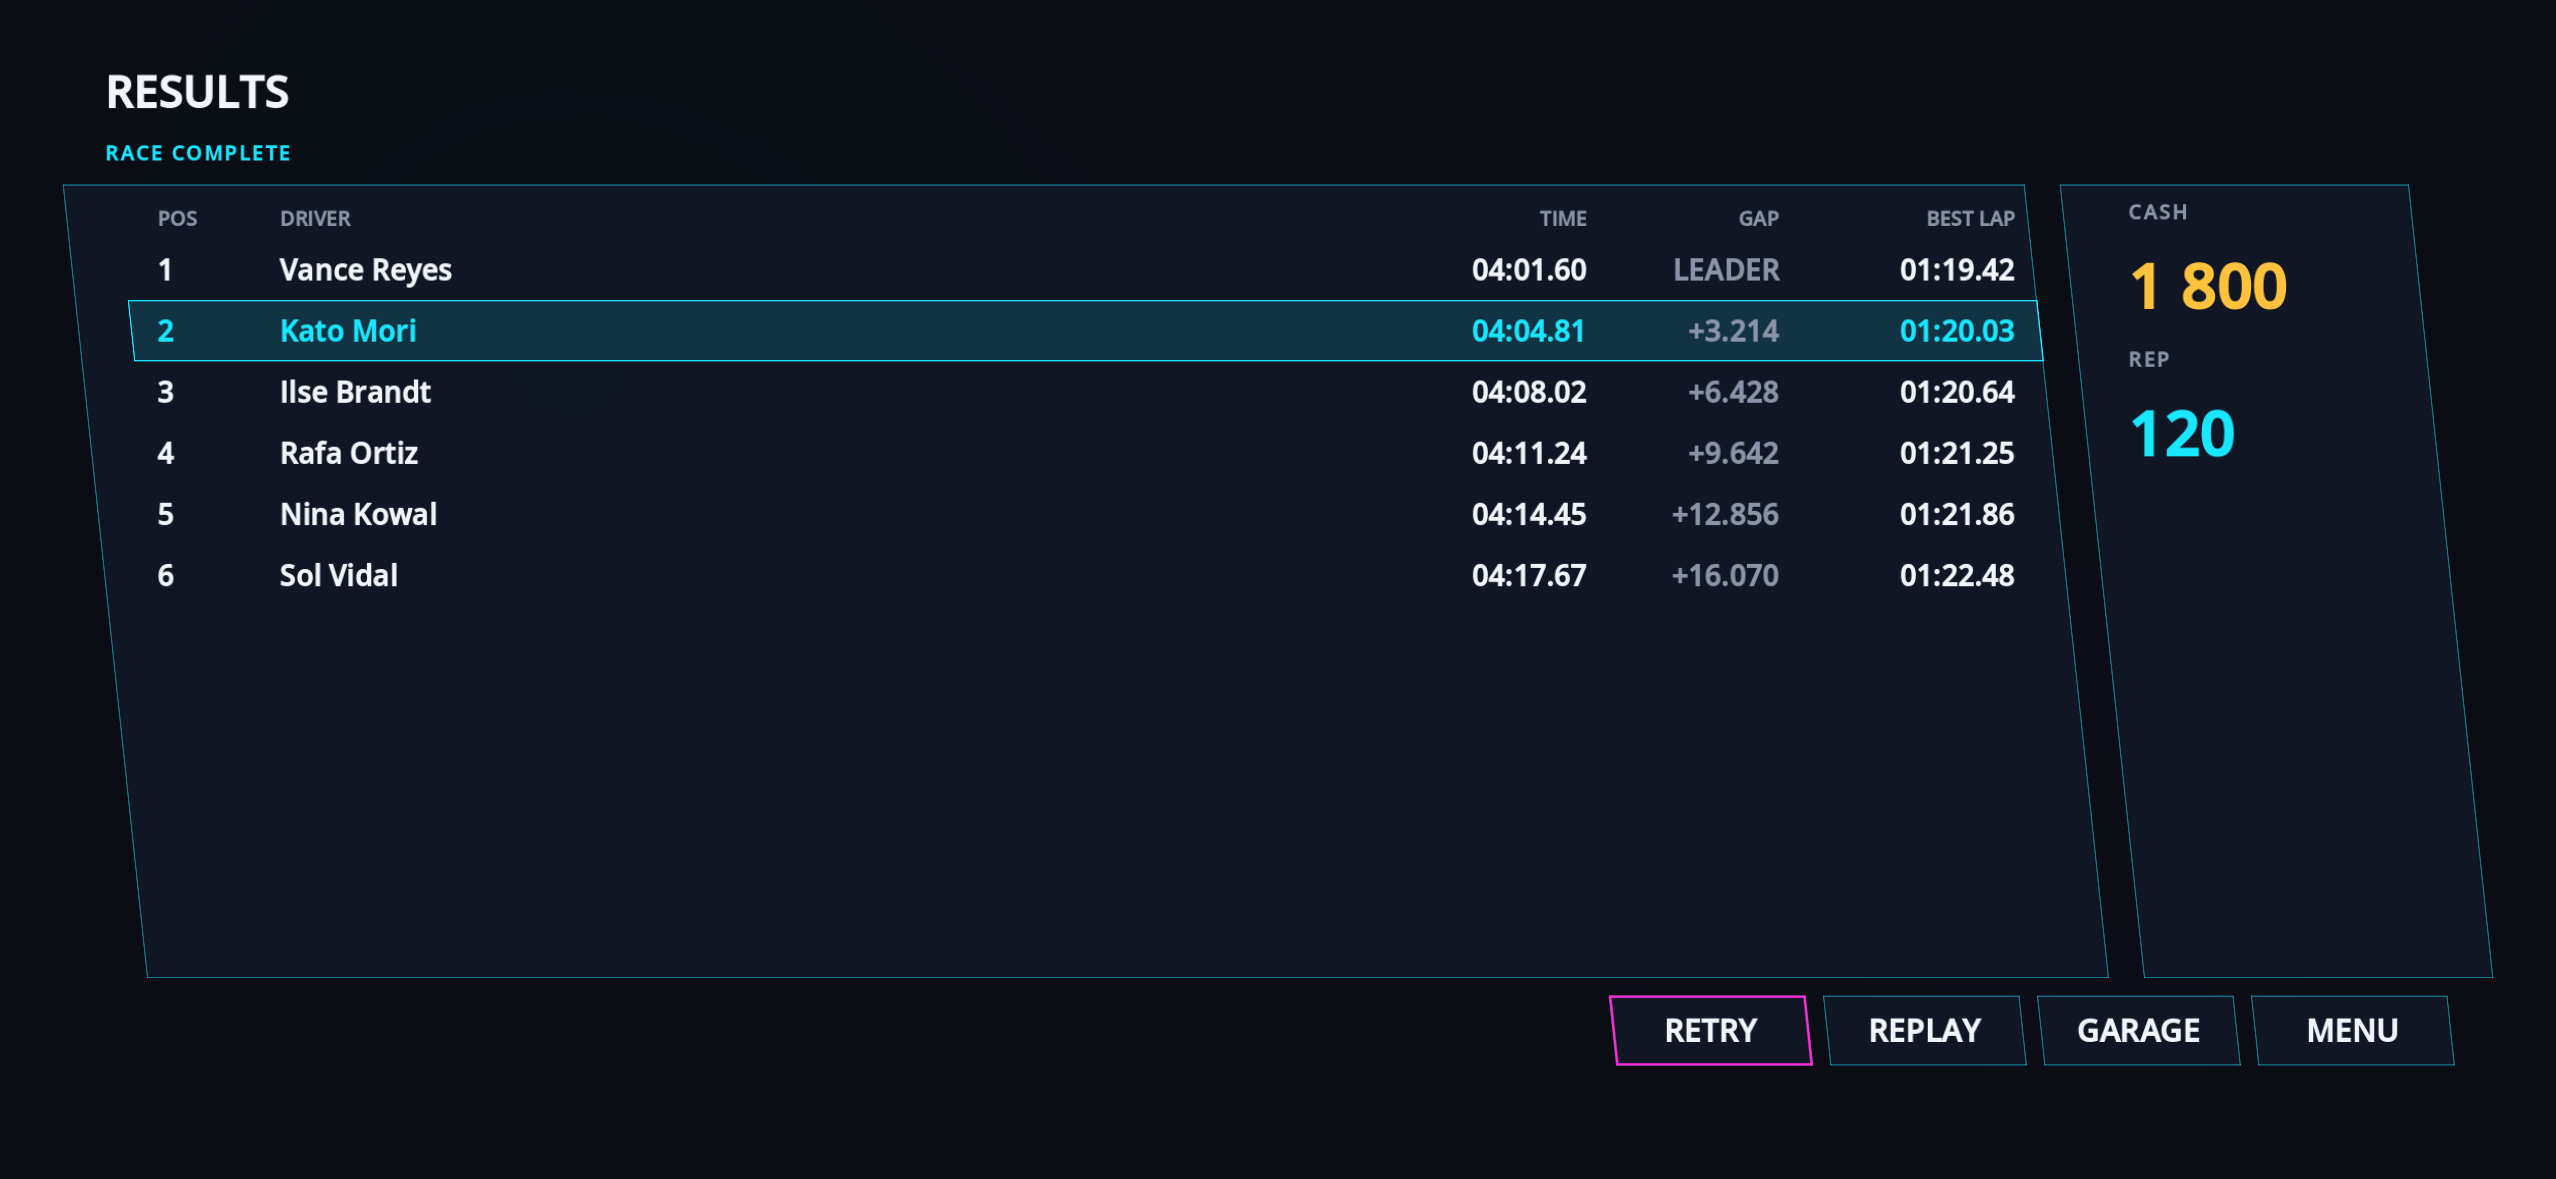 RESULTS
RACE COMPLETE
POS DRIVER TIME GAP BEST LAP
1 Vance Reyes 04:01.60 LEADER 01:19.42
2 Kato Mori 04:04.81 +3.214 01:20.03
3 Ilse Brandt 04:08.02 +6.428 01:20.64
4 Rafa Ortiz 04:11.24 +9.642 01:21.25
5 Nina Kowal 04:14.45 +12.856 01:21.86
6 Sol Vidal 04:17.67 +16.070 01:22.48
CASH
1 800
REP
120
RETRY REPLAY GARAGE MENU